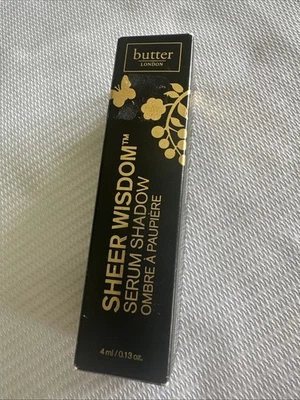 butter
LONDON
SHEER WISDOM™
SERUM SHADOW
OMBRE À PAUPIÈRE
4 ml / 0.13 oz.